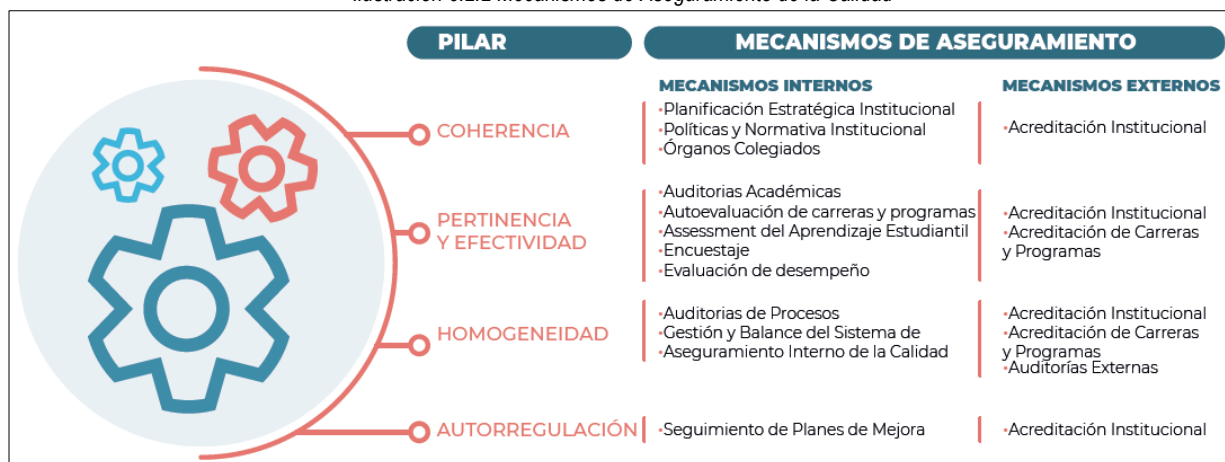 PILAR
MECANISMOS DE ASEGURAMIENTO
MECANISMOS INTERNOS
MECANISMOS EXTERNOS
COHERENCIA
•Planificación Estratégica Institucional
•Políticas y Normativa Institucional
•Órganos Colegiados
•Acreditación Institucional
PERTINENCIA
Y EFECTIVIDAD
•Auditorias Académicas
•Autoevaluación de carreras y programas
•Assessment del Aprendizaje Estudiantil
•Encuestaje
•Evaluación de desempeño
•Acreditación Institucional
•Acreditación de Carreras
y Programas
HOMOGENEIDAD
•Auditorias de Procesos
•Gestión y Balance del Sistema de
•Aseguramiento Interno de la Calidad
•Acreditación Institucional
•Acreditación de Carreras
y Programas
•Auditorías Externas
AUTORREGULACIÓN
•Seguimiento de Planes de Mejora
•Acreditación Institucional